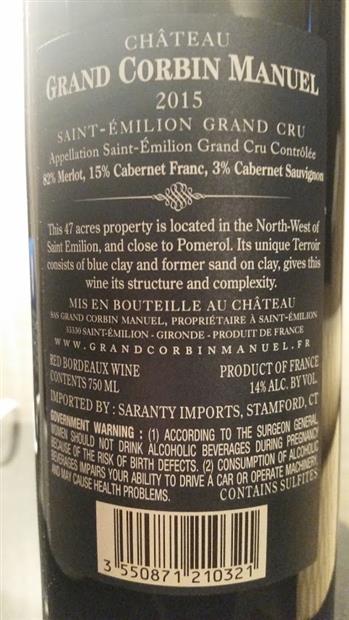 CHÂTEAU
GRAND CORBIN MANUEL
2015
SAINT-ÉMILION GRAND CRU
Appellation Saint-Émilion Grand Cru Contrôlée
82% Merlot, 15% Cabernet Franc, 3% Cabernet Sauvignon
This 47 acres property is located in the North-West of
Saint Emilion, and close to Pomerol. Its unique Terroir
consists of blue clay and former sand on clay, gives this
wine its structure and complexity.
MIS EN BOUTEILLE AU CHÂTEAU
SAS GRAND CORBIN MANUEL, PROPRIÉTAIRE À SAINT-ÉMILION
33330 SAINT-ÉMILION - GIRONDE - PRODUIT DE FRANCE
WWW.GRANDCORBINMANUEL.FR
RED BORDEAUX WINE PRODUCT OF FRANCE
CONTENTS 750 ML 14% ALC. BY VOL.
IMPORTED BY : SARANTY IMPORTS, STAMFORD, CT
GOVERNMENT WARNING : (1) ACCORDING TO THE SURGEON GENERAL,
WOMEN SHOULD NOT DRINK ALCOHOLIC BEVERAGES DURING PREGNANCY
BECAUSE OF THE RISK OF BIRTH DEFECTS. (2) CONSUMPTION OF ALCOHOLIC
BEVERAGES IMPAIRS YOUR ABILITY TO DRIVE A CAR OR OPERATE MACHINERY,
AND MAY CAUSE HEALTH PROBLEMS.
CONTAINS SULFITES
3 550871 210321